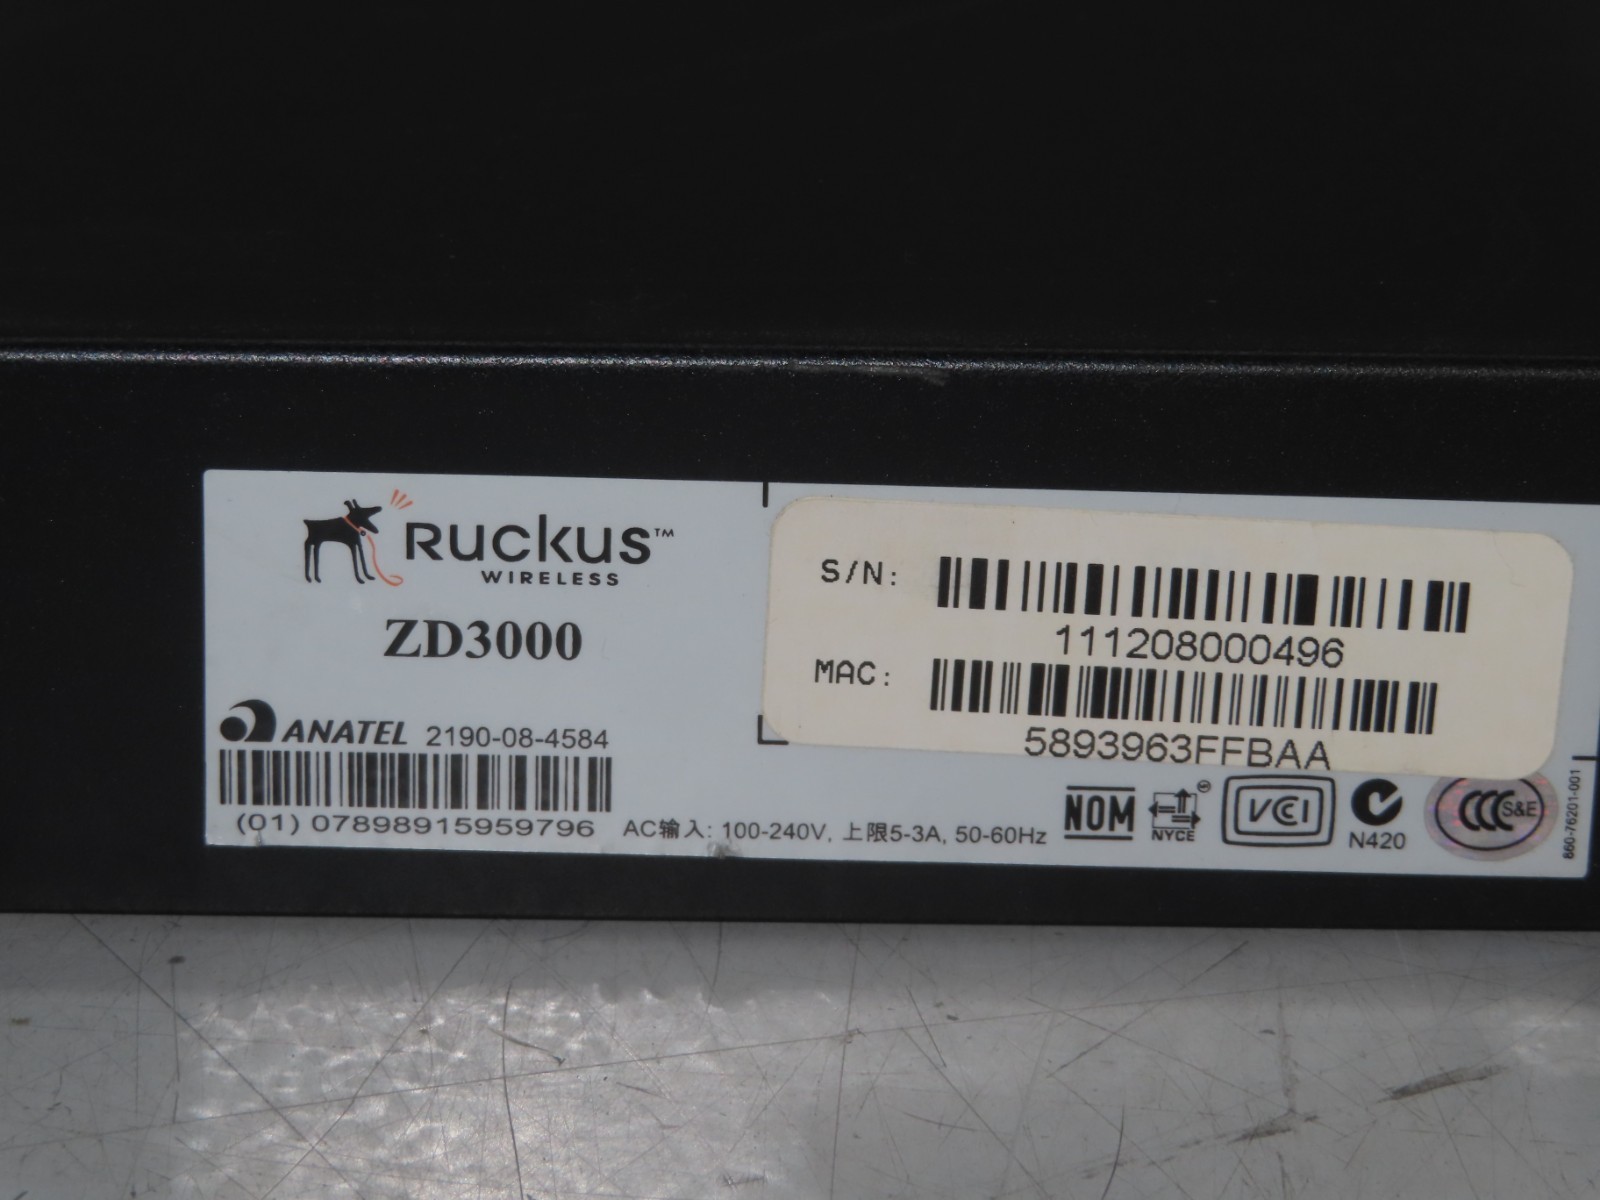 RUCKUS™
WIRELESS
ZD3000
ANATEL 2190-08-4584
(01) 07898915959796
S/N:
111208000496
MAC:
5893963FFBAA
AC输入: 100-240V, 上限5-3A, 50-60Hz
NOM
NYCE
VCI
N420
CCC S&E
860-76201-001